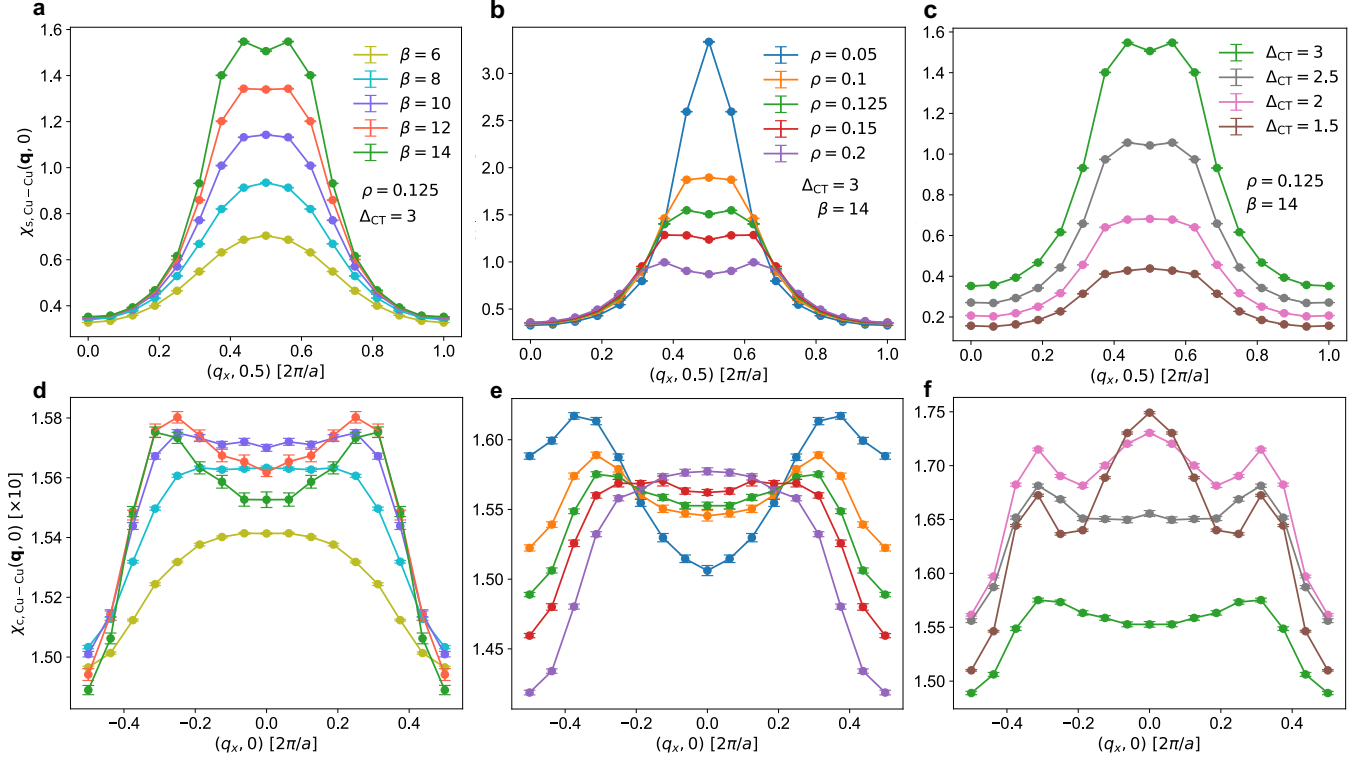 a
χs,Cu−Cu(q, 0)
1.6
1.4
1.2
1.0
0.8
0.6
0.4
β = 6
β = 8
β = 10
β = 12
β = 14
ρ = 0.125
ΔCT = 3
0.0 0.2 0.4 0.6 0.8 1.0
(qx, 0.5) [2π/a]
b
3.0
2.5
2.0
1.5
1.0
0.5
ρ = 0.05
ρ = 0.1
ρ = 0.125
ρ = 0.15
ρ = 0.2
ΔCT = 3
β = 14
0.0 0.2 0.4 0.6 0.8 1.0
(qx, 0.5) [2π/a]
c
1.6
1.4
1.2
1.0
0.8
0.6
0.4
0.2
ΔCT = 3
ΔCT = 2.5
ΔCT = 2
ΔCT = 1.5
ρ = 0.125
β = 14
0.0 0.2 0.4 0.6 0.8 1.0
(qx, 0.5) [2π/a]
d
χc,Cu−Cu(q, 0) [×10]
1.58
1.56
1.54
1.52
1.50
−0.4 −0.2 0.0 0.2 0.4
(qx, 0) [2π/a]
e
1.60
1.55
1.50
1.45
−0.4 −0.2 0.0 0.2 0.4
(qx, 0) [2π/a]
f
1.75
1.70
1.65
1.60
1.55
1.50
−0.4 −0.2 0.0 0.2 0.4
(qx, 0) [2π/a]